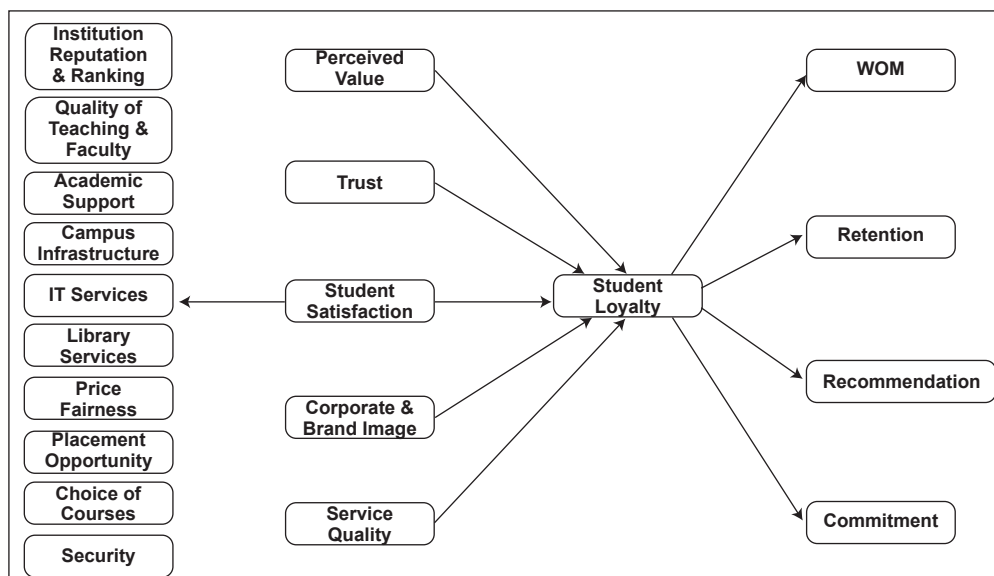 Institution
Reputation
& Ranking
Quality of
Teaching &
Faculty
Academic
Support
Campus
Infrastructure
IT Services
Library
Services
Price
Fairness
Placement
Opportunity
Choice of
Courses
Security
Perceived
Value
Trust
Student
Satisfaction
Corporate &
Brand Image
Service
Quality
Student
Loyalty
WOM
Retention
Recommendation
Commitment